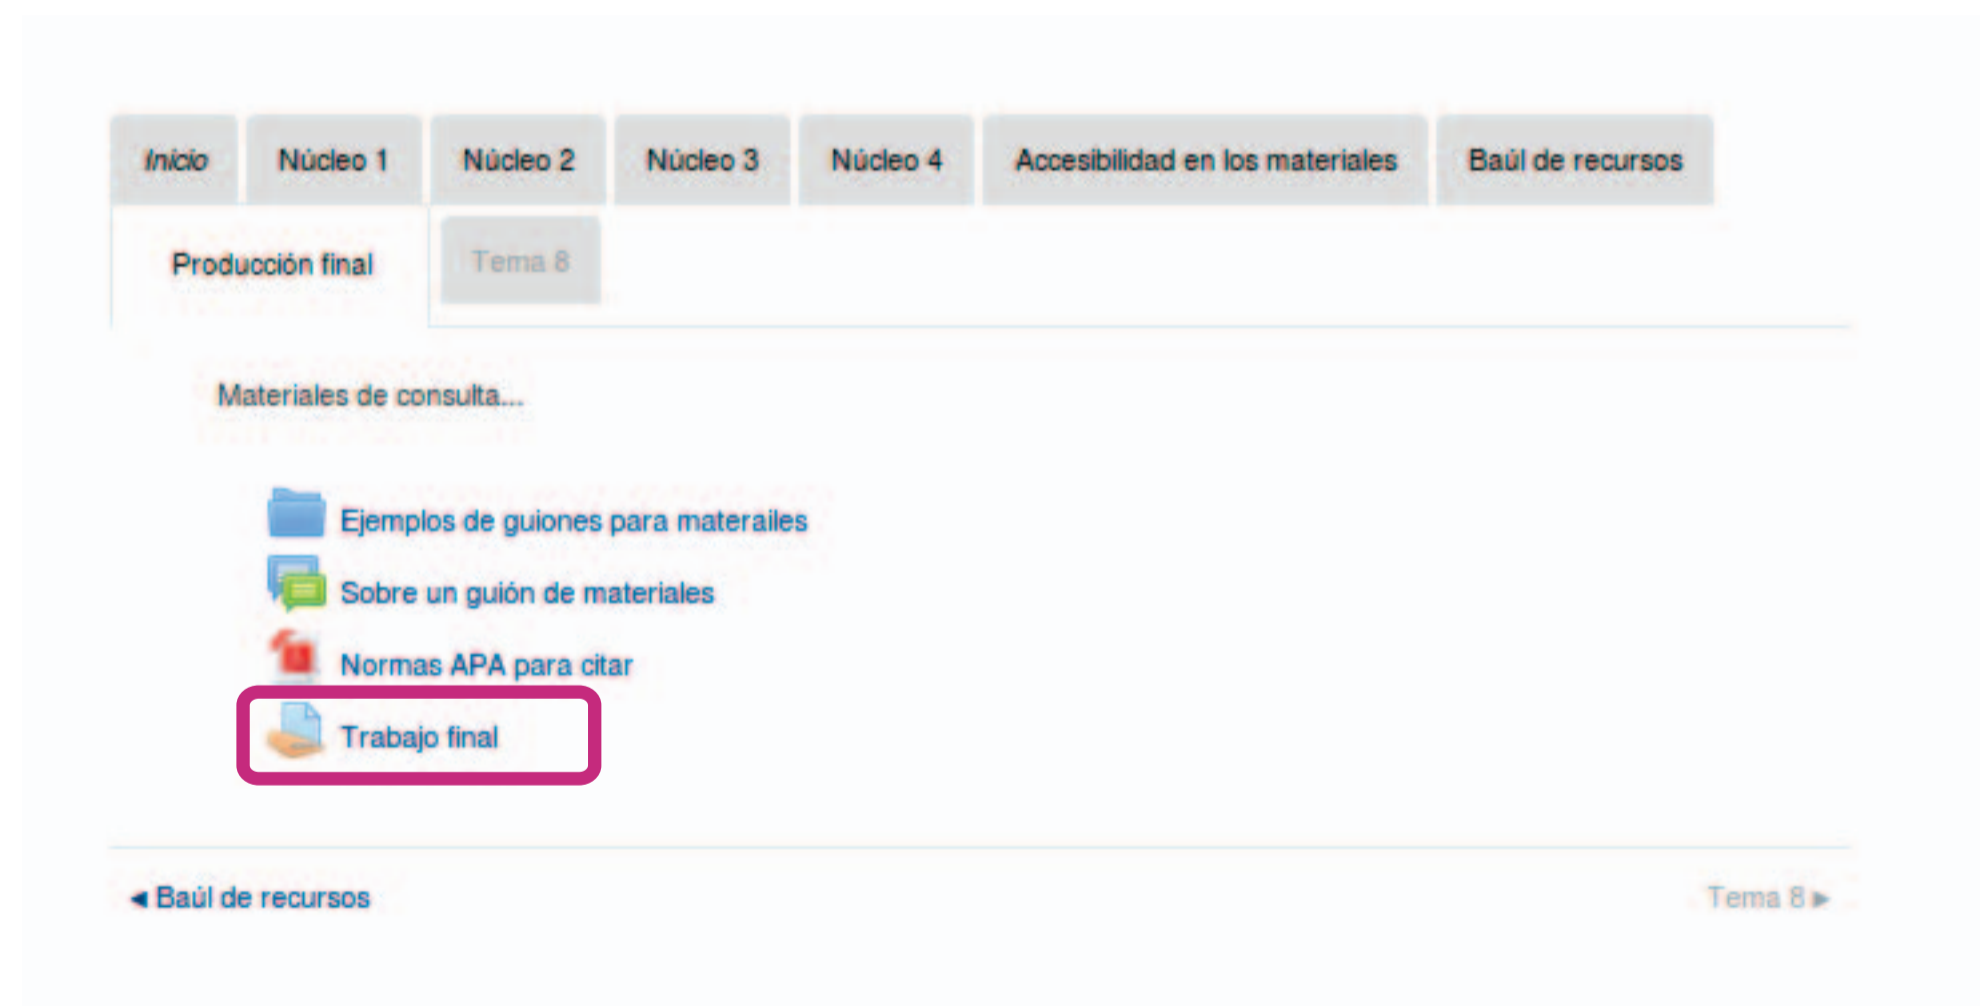 Inicio Núcleo 1 Núcleo 2 Núcleo 3 Núcleo 4 Accesibilidad en los materiales Baúl de recursos
Producción final Tema 8
Materiales de consulta...
Ejemplos de guiones para materailes
Sobre un guión de materiales
Normas APA para citar
Trabajo final
◄ Baúl de recursos Tema 8 ►